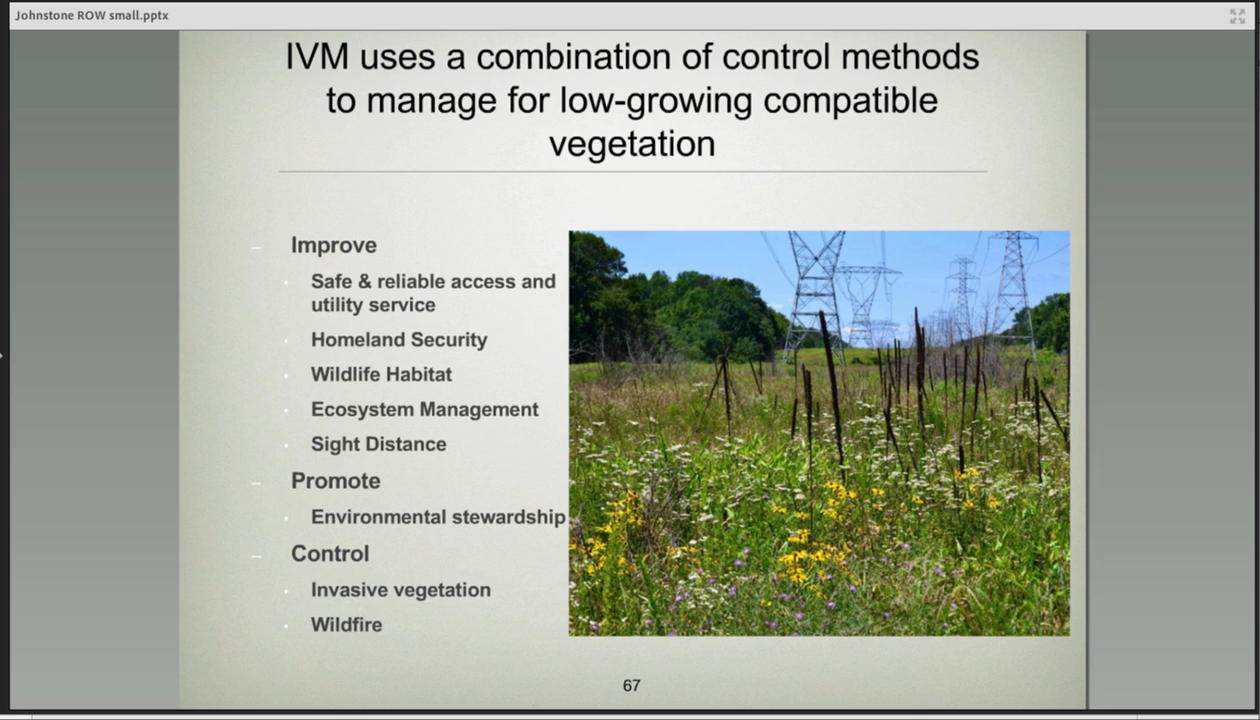 Johnstone ROW small.pptx
IVM uses a combination of control methods
to manage for low-growing compatible
vegetation
– Improve
· Safe & reliable access and
utility service
· Homeland Security
· Wildlife Habitat
· Ecosystem Management
· Sight Distance
– Promote
· Environmental stewardship
– Control
· Invasive vegetation
· Wildfire
67